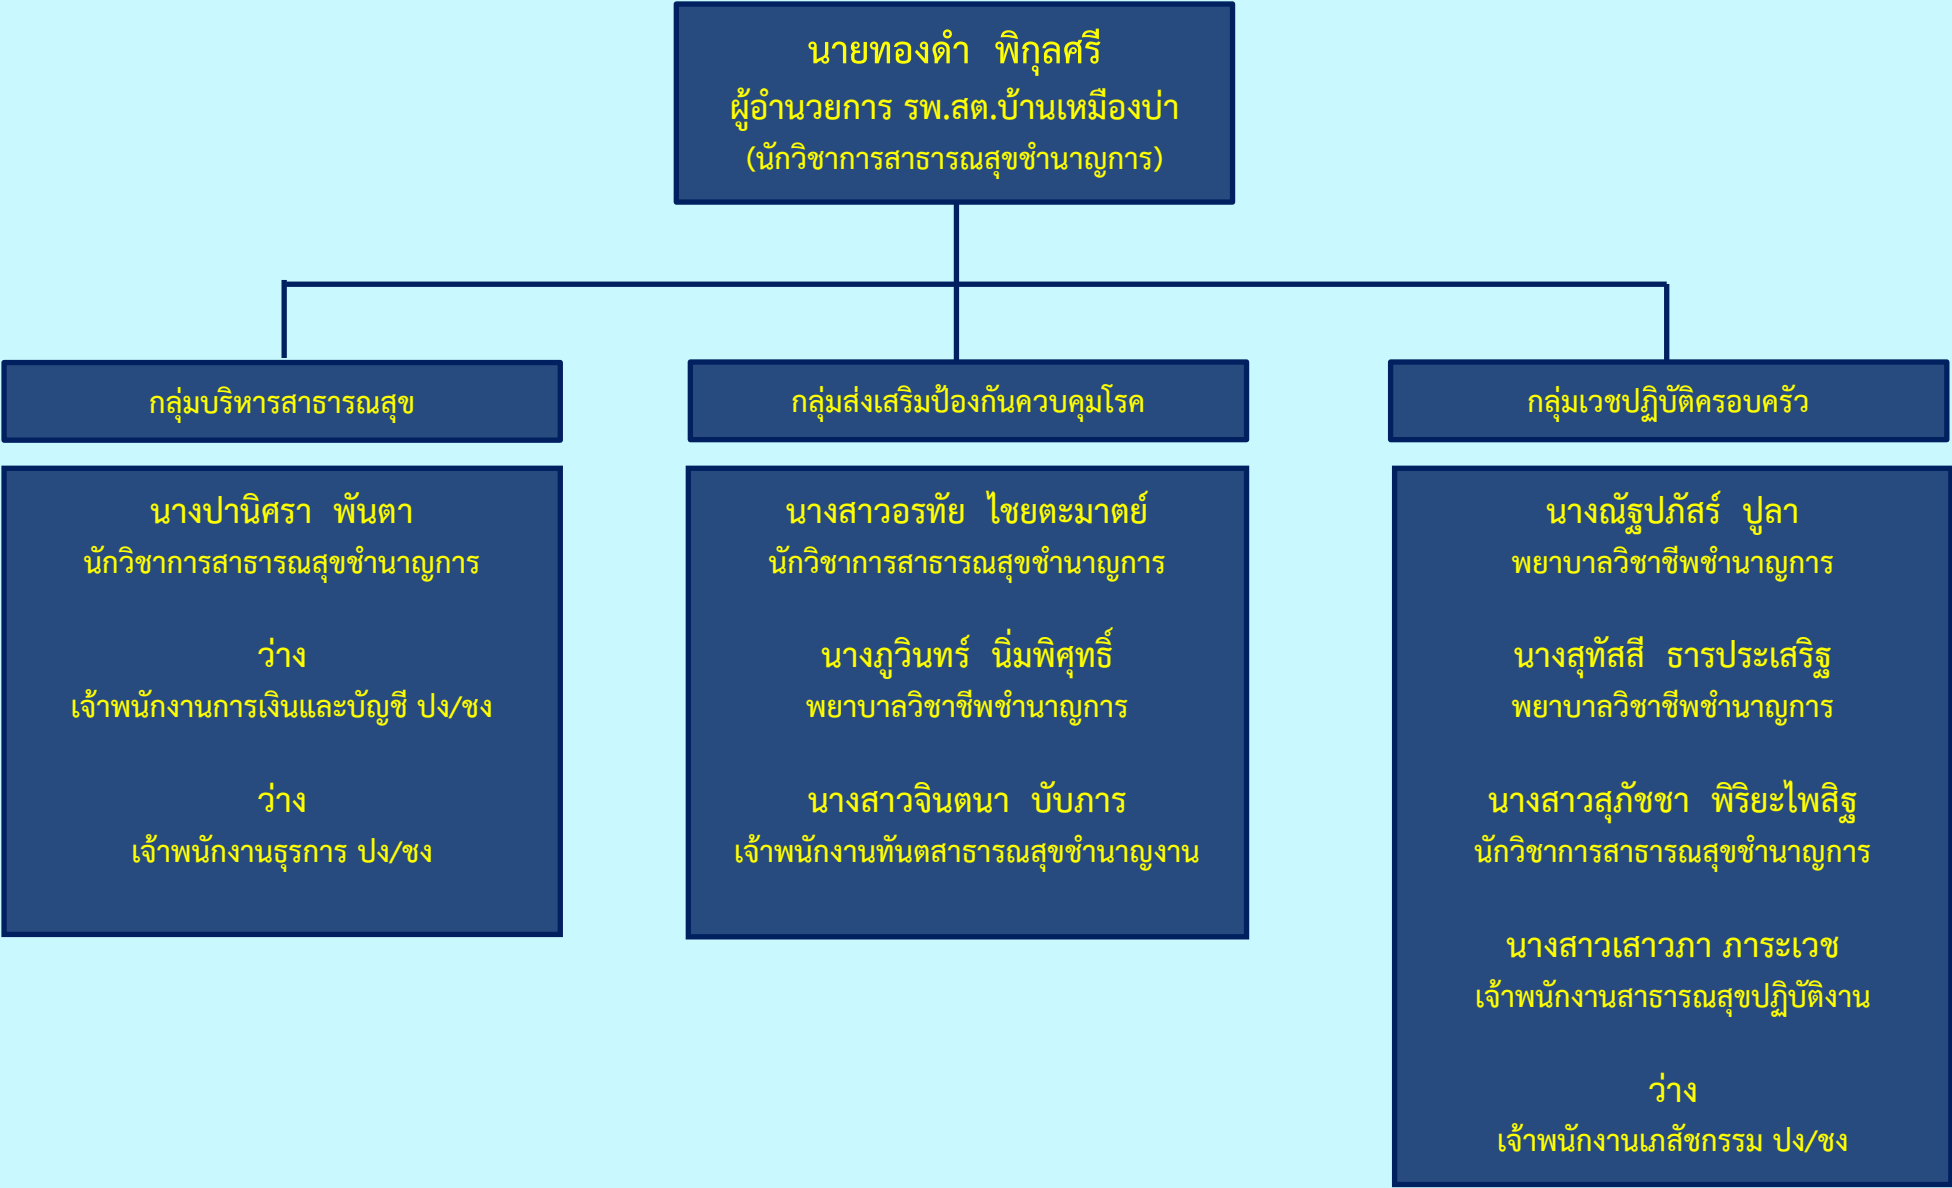 นายทองดำ พิกุลศรี
ผู้อำนวยการ รพ.สต.บ้านเหมืองบ่า
(นักวิชาการสาธารณสุขชำนาญการ)
กลุ่มบริหารสาธารณสุข
นางปานิศรา พันตา
นักวิชาการสาธารณสุขชำนาญการ
ว่าง
เจ้าพนักงานการเงินและบัญชี ปง/ชง
ว่าง
เจ้าพนักงานธุรการ ปง/ชง
กลุ่มส่งเสริมป้องกันควบคุมโรค
นางสาวอรทัย ไชยตะมาตย์
นักวิชาการสาธารณสุขชำนาญการ
นางภูวินทร์ นิ่มพิศุทธิ์
พยาบาลวิชาชีพชำนาญการ
นางสาวจินตนา บับภาร
เจ้าพนักงานทันตสาธารณสุขชำนาญงาน
กลุ่มเวชปฏิบัติครอบครัว
นางณัฐปภัสร์ ปูลา
พยาบาลวิชาชีพชำนาญการ
นางสุทัสสี ธารประเสริฐ
พยาบาลวิชาชีพชำนาญการ
นางสาวสุภัชชา พิริยะไพสิฐ
นักวิชาการสาธารณสุขชำนาญการ
นางสาวเสาวภา ภาระเวช
เจ้าพนักงานสาธารณสุขปฏิบัติงาน
ว่าง
เจ้าพนักงานเภสัชกรรม ปง/ชง